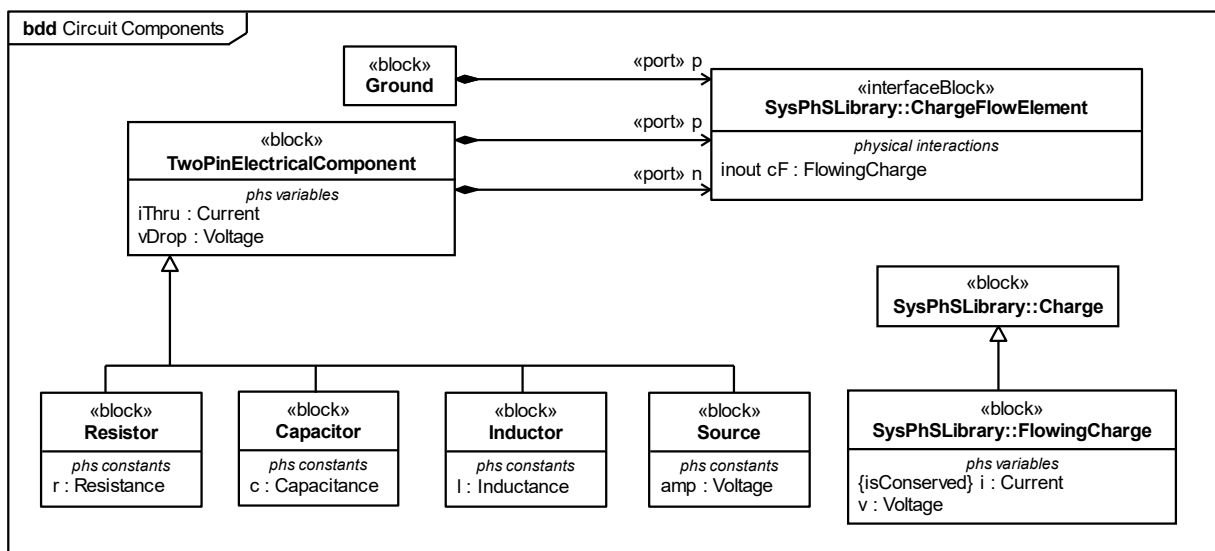 bdd Circuit Components
«block»
Ground
«port» p
«interfaceBlock»
SysPhSLibrary::ChargeFlowElement
physical interactions
inout cF : FlowingCharge
«block»
TwoPinElectricalComponent
phs variables
iThru : Current
vDrop : Voltage
«port» p
«port» n
«block»
SysPhSLibrary::Charge
«block»
Resistor
phs constants
r : Resistance
«block»
Capacitor
phs constants
c : Capacitance
«block»
Inductor
phs constants
l : Inductance
«block»
Source
phs constants
amp : Voltage
«block»
SysPhSLibrary::FlowingCharge
phs variables
{isConserved} i : Current
v : Voltage